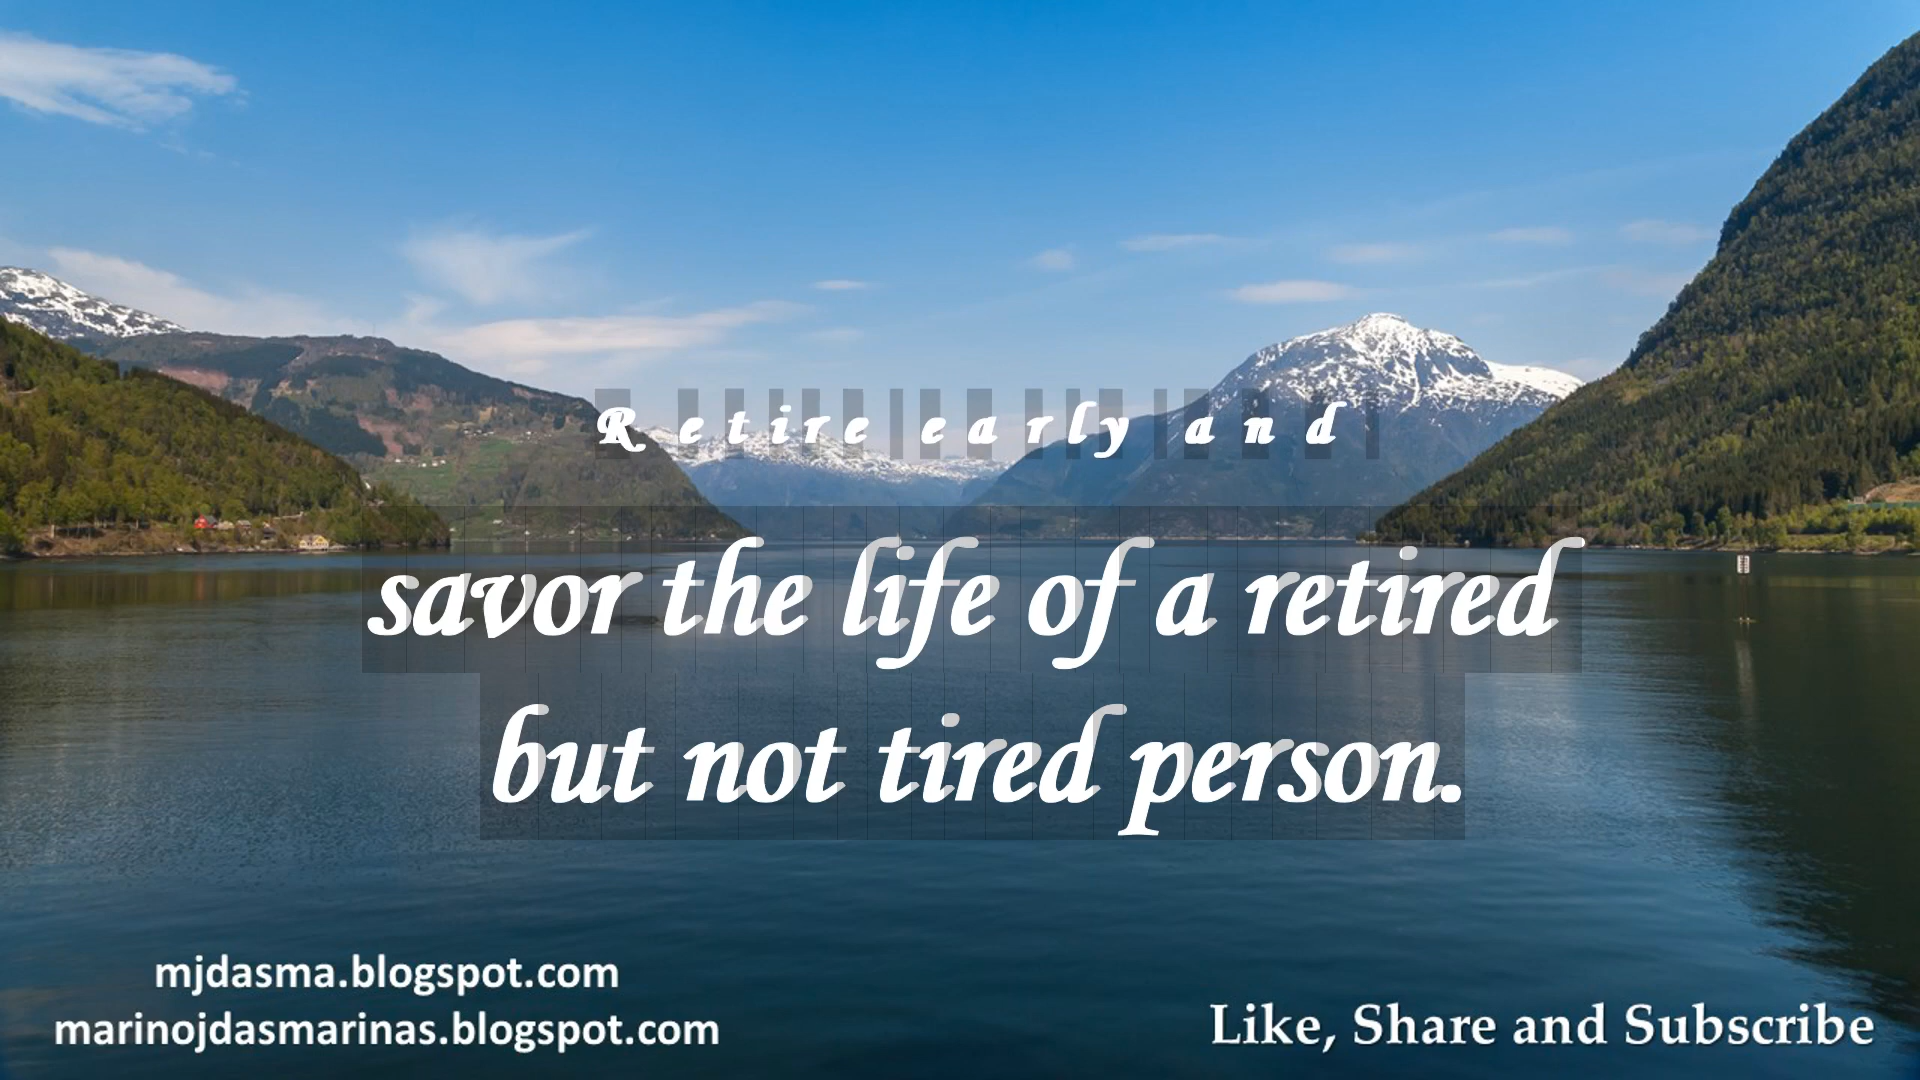 Retire early and
savor the life of a retired
but not tired person.
mjdasma.blogspot.com
marinojdasmarinas.blogspot.com
Like, Share and Subscribe